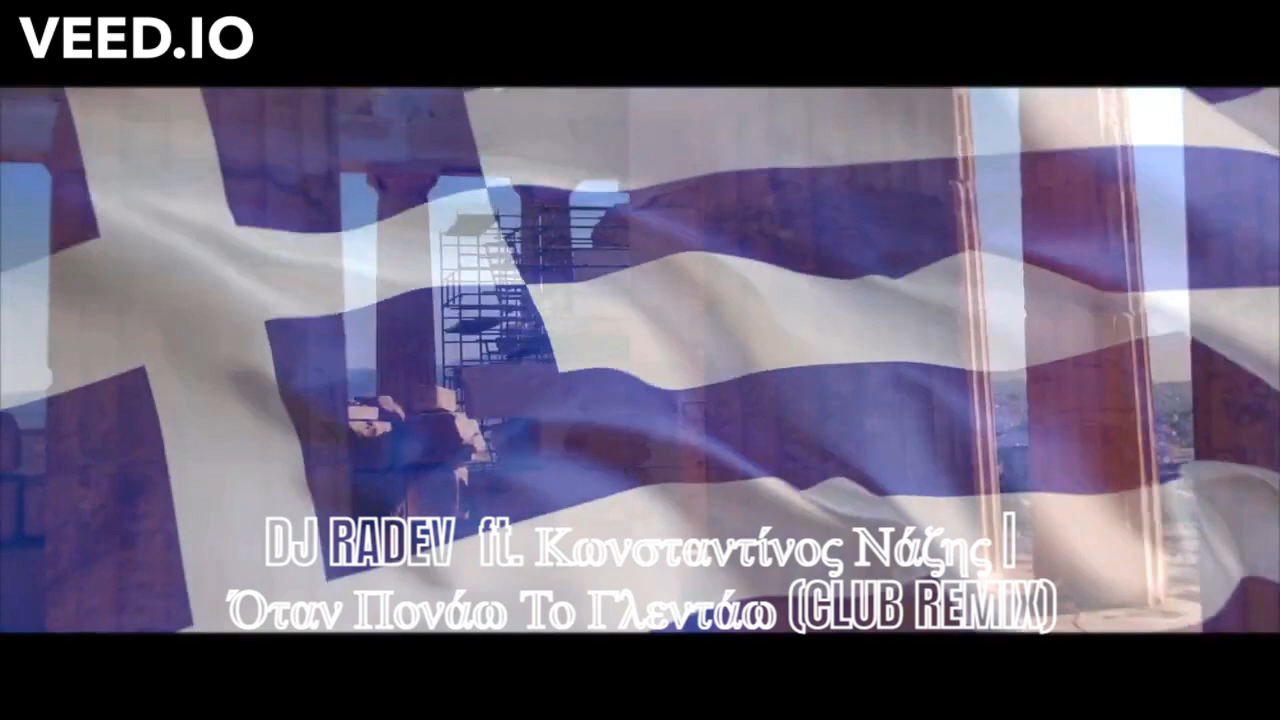 VEED.IO
DJ RADEV ft. Κωνσταντίνος Νάζης |
Όταν Πονάω Το Γλεντάω (CLUB REMIX)